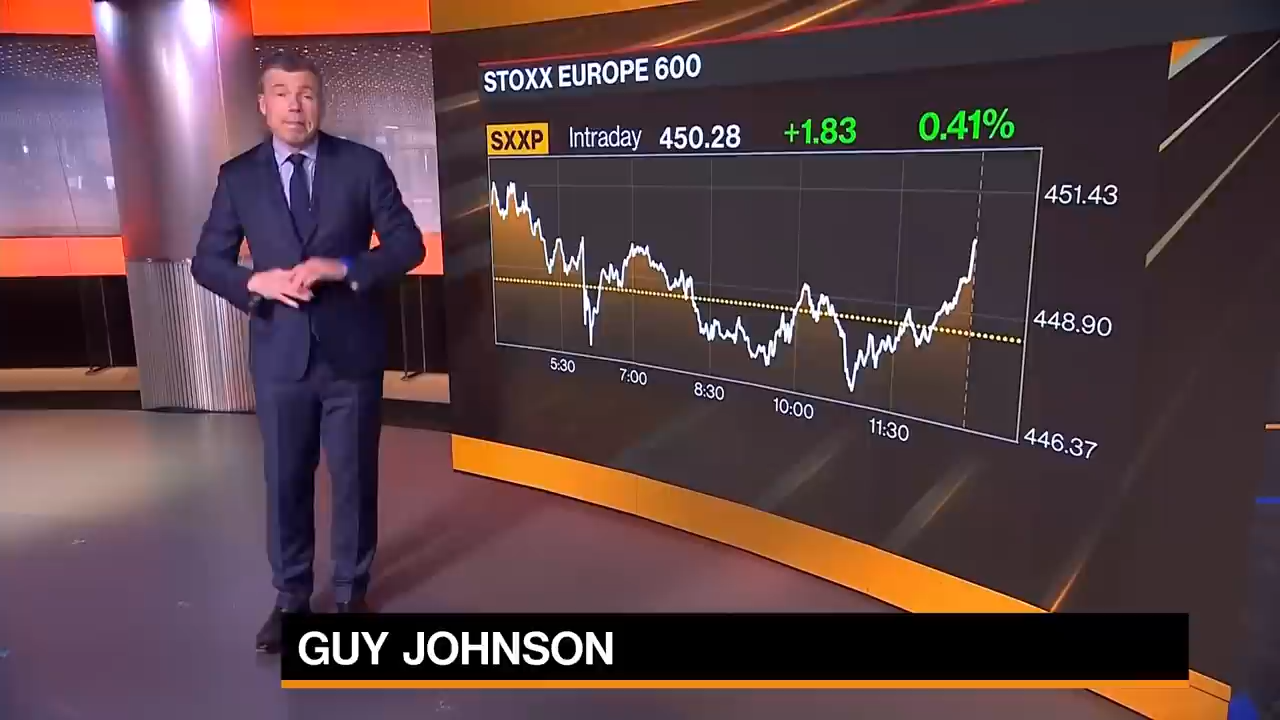 STOXX EUROPE 600
SXXP Intraday 450.28 +1.83 0.41%
451.43
448.90
446.37
5:30 7:00 8:30 10:00 11:30
GUY JOHNSON